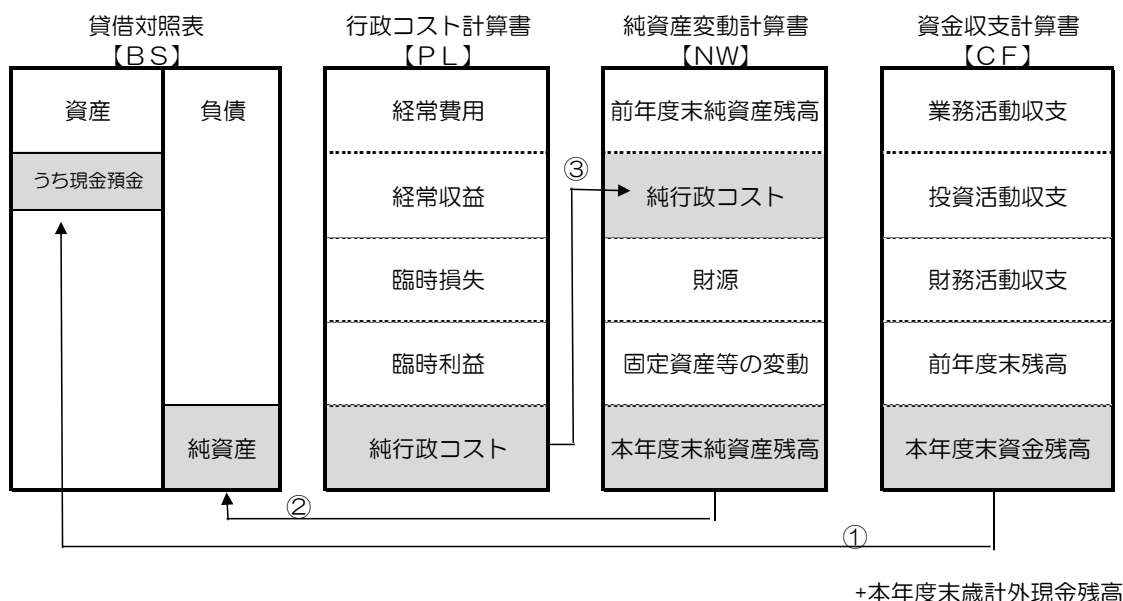 貸借対照表
【ＢＳ】
行政コスト計算書
【ＰＬ】
純資産変動計算書
【ＮＷ】
資金収支計算書
【ＣＦ】
資産
うち現金預金
負債
純資産
経常費用
経常収益
臨時損失
臨時利益
純行政コスト
③
前年度末純資産残高
純行政コスト
財源
固定資産等の変動
本年度末純資産残高
業務活動収支
投資活動収支
財務活動収支
前年度末残高
本年度末資金残高
②
①
+本年度末歳計外現金残高